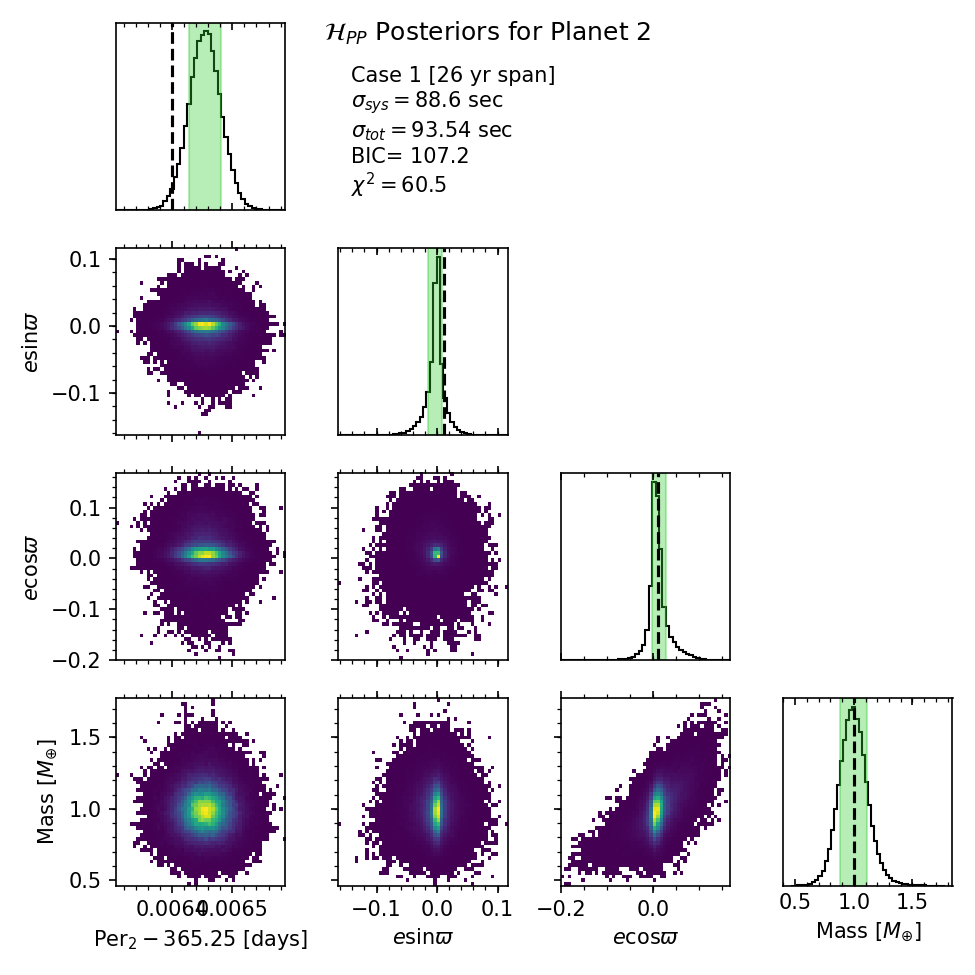 𝓗_PP Posteriors for Planet 2
Case 1 [26 yr span]
σ_sys = 88.6 sec
σ_tot = 93.54 sec
BIC= 107.2
χ² = 60.5
0.1
0.0
−0.1
esinϖ
0.1
0.0
−0.1
−0.2
ecosϖ
1.5
1.0
0.5
Mass [M⊕]
0.0064 0.0065
Per₂ − 365.25 [days]
−0.1 0.0 0.1
esinϖ
−0.2 0.0
ecosϖ
0.5 1.0 1.5
Mass [M⊕]